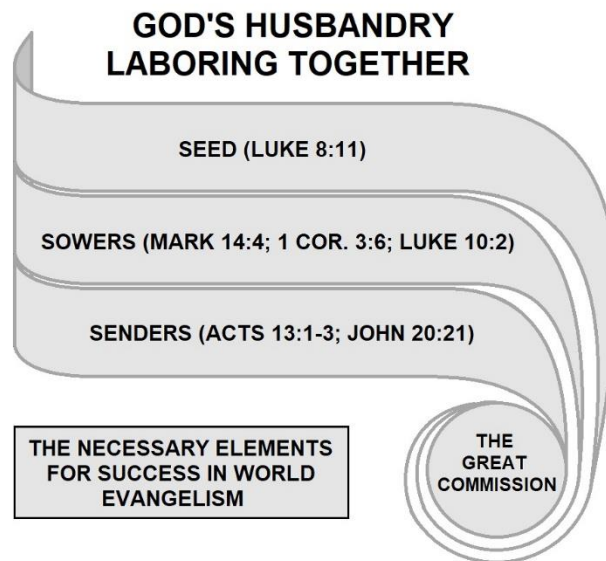 GOD'S HUSBANDRY
LABORING TOGETHER
SEED (LUKE 8:11)
SOWERS (MARK 14:4; 1 COR. 3:6; LUKE 10:2)
SENDERS (ACTS 13:1-3; JOHN 20:21)
THE NECESSARY ELEMENTS
FOR SUCCESS IN WORLD
EVANGELISM
THE
GREAT
COMMISSION